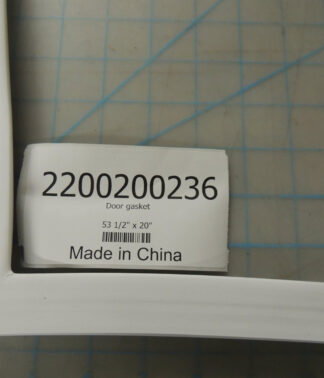 2200200236
Door gasket
53 1/2" x 20"
Made in China